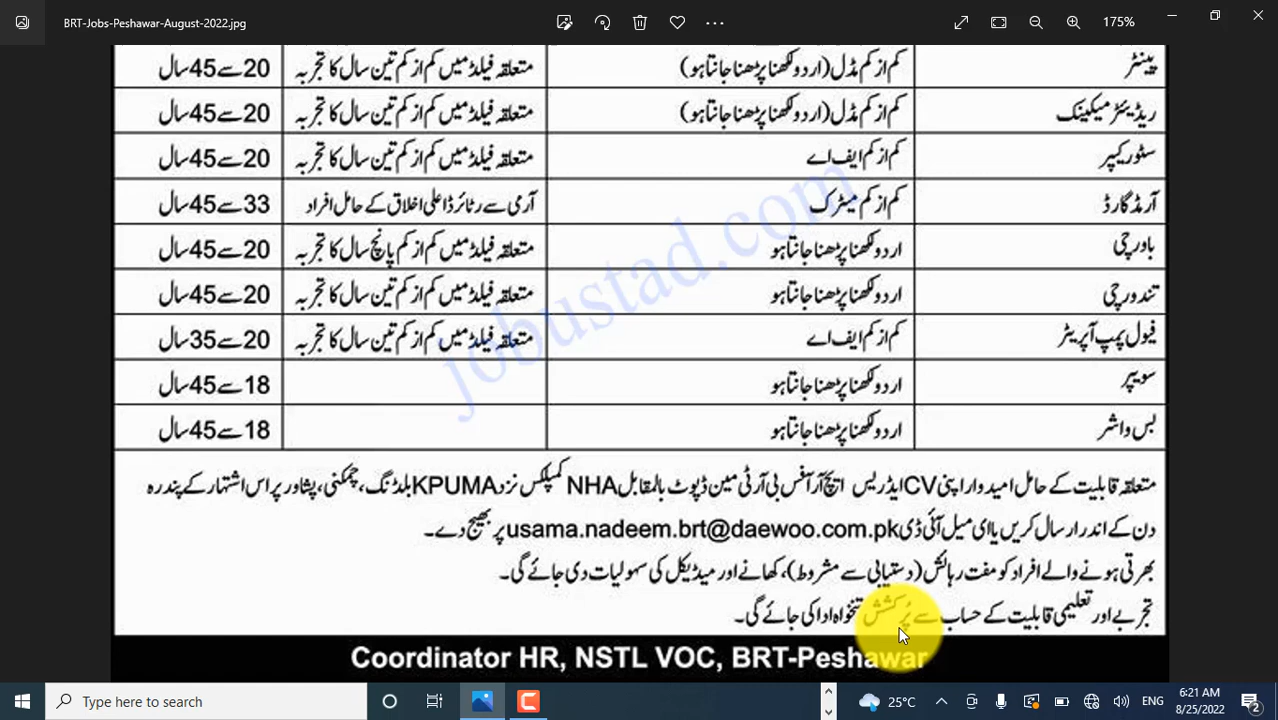 BRT-Jobs-Peshawar-August-2022.jpg
175%
پینٹر کم از کم مڈل (اردو لکھنا پڑھنا جانتا ہو) متعلقہ فیلڈ میں کم از کم تین سال کا تجربہ 20 سے 45 سال
ریڈیئٹر میکینک کم از کم مڈل (اردو لکھنا پڑھنا جانتا ہو) متعلقہ فیلڈ میں کم از کم تین سال کا تجربہ 20 سے 45 سال
سٹور کیپر کم از کم ایف اے متعلقہ فیلڈ میں کم از کم تین سال کا تجربہ 20 سے 45 سال
آرمڈ گارڈ کم از کم میٹرک آرمی سے رٹائرڈ اعلی اخلاق کے حامل افراد 33 سے 45 سال
باورچی اردو لکھنا پڑھنا جانتا ہو متعلقہ فیلڈ میں کم از کم پانچ سال کا تجربہ 20 سے 45 سال
تندورچی اردو لکھنا پڑھنا جانتا ہو متعلقہ فیلڈ میں کم از کم تین سال کا تجربہ 20 سے 45 سال
فیول پمپ آپریٹر کم از کم ایف اے متعلقہ فیلڈ میں کم از کم تین سال کا تجربہ 20 سے 35 سال
سویپر اردو لکھنا پڑھنا جانتا ہو 18 سے 45 سال
بس واشر اردو لکھنا پڑھنا جانتا ہو 18 سے 45 سال
jobustad.com
متعلقہ قابلیت کے حامل امیدوار اپنی CV ایڈریس ایچ آر آفس بی آر ٹی مین ڈپوٹ بالمقابل NHA کمپلکس نزد KPUMA بلڈنگ، چمکنی، پشاور پر اس اشتہار کے پندرہ
دن کے اندر ارسال کریں یا ای میل آئی ڈی usama.nadeem.brt@daewoo.com.pk پر بھیج دے۔
بھرتی ہونے والے افراد کو مفت رہائش (دستیابی سے مشروط)، کھانے اور میڈیکل کی سہولیات دی جائے گی۔
تجربے اور تعلیمی قابلیت کے حساب سے پُرکشش تنخواہ ادا کی جائے گی۔
Coordinator HR, NSTL VOC, BRT-Peshawar
Type here to search
25°C
ENG
6:21 AM
8/25/2022
2